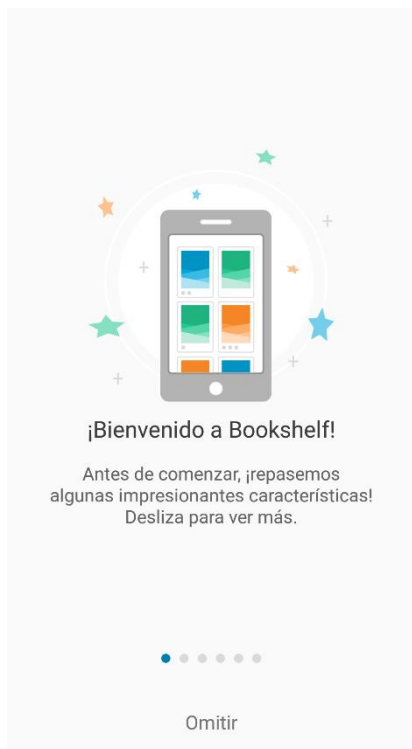 ¡Bienvenido a Bookshelf!
Antes de comenzar, ¡repasemos
algunas impresionantes características!
Desliza para ver más.
Omitir